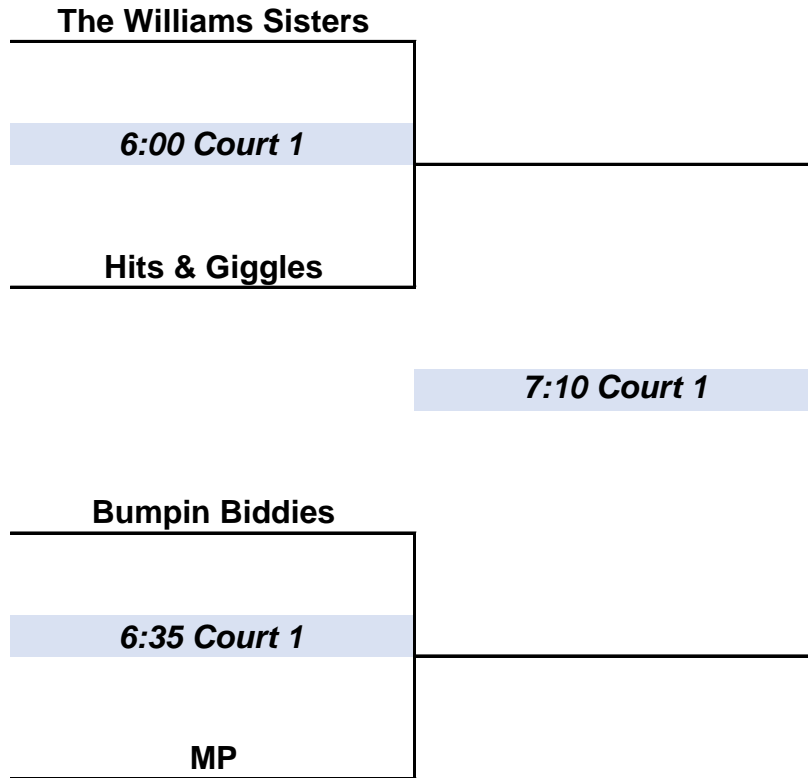 The Williams Sisters
6:00 Court 1
Hits & Giggles
7:10 Court 1
Bumpin Biddies
6:35 Court 1
MP